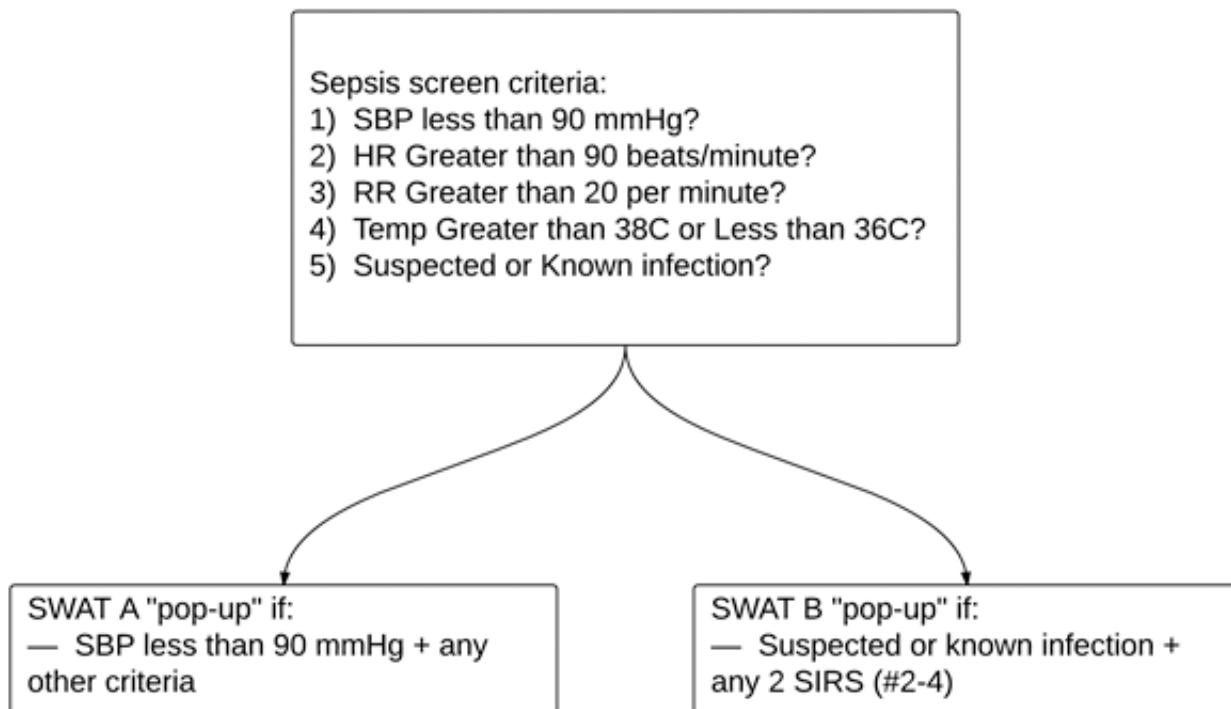 Sepsis screen criteria:
1) SBP less than 90 mmHg?
2) HR Greater than 90 beats/minute?
3) RR Greater than 20 per minute?
4) Temp Greater than 38C or Less than 36C?
5) Suspected or Known infection?
SWAT A "pop-up" if:
— SBP less than 90 mmHg + any
other criteria
SWAT B "pop-up" if:
— Suspected or known infection +
any 2 SIRS (#2-4)